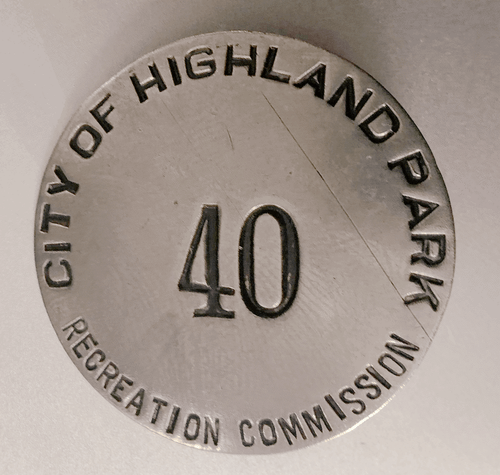 CITY OF HIGHLAND PARK
40
RECREATION COMMISSION